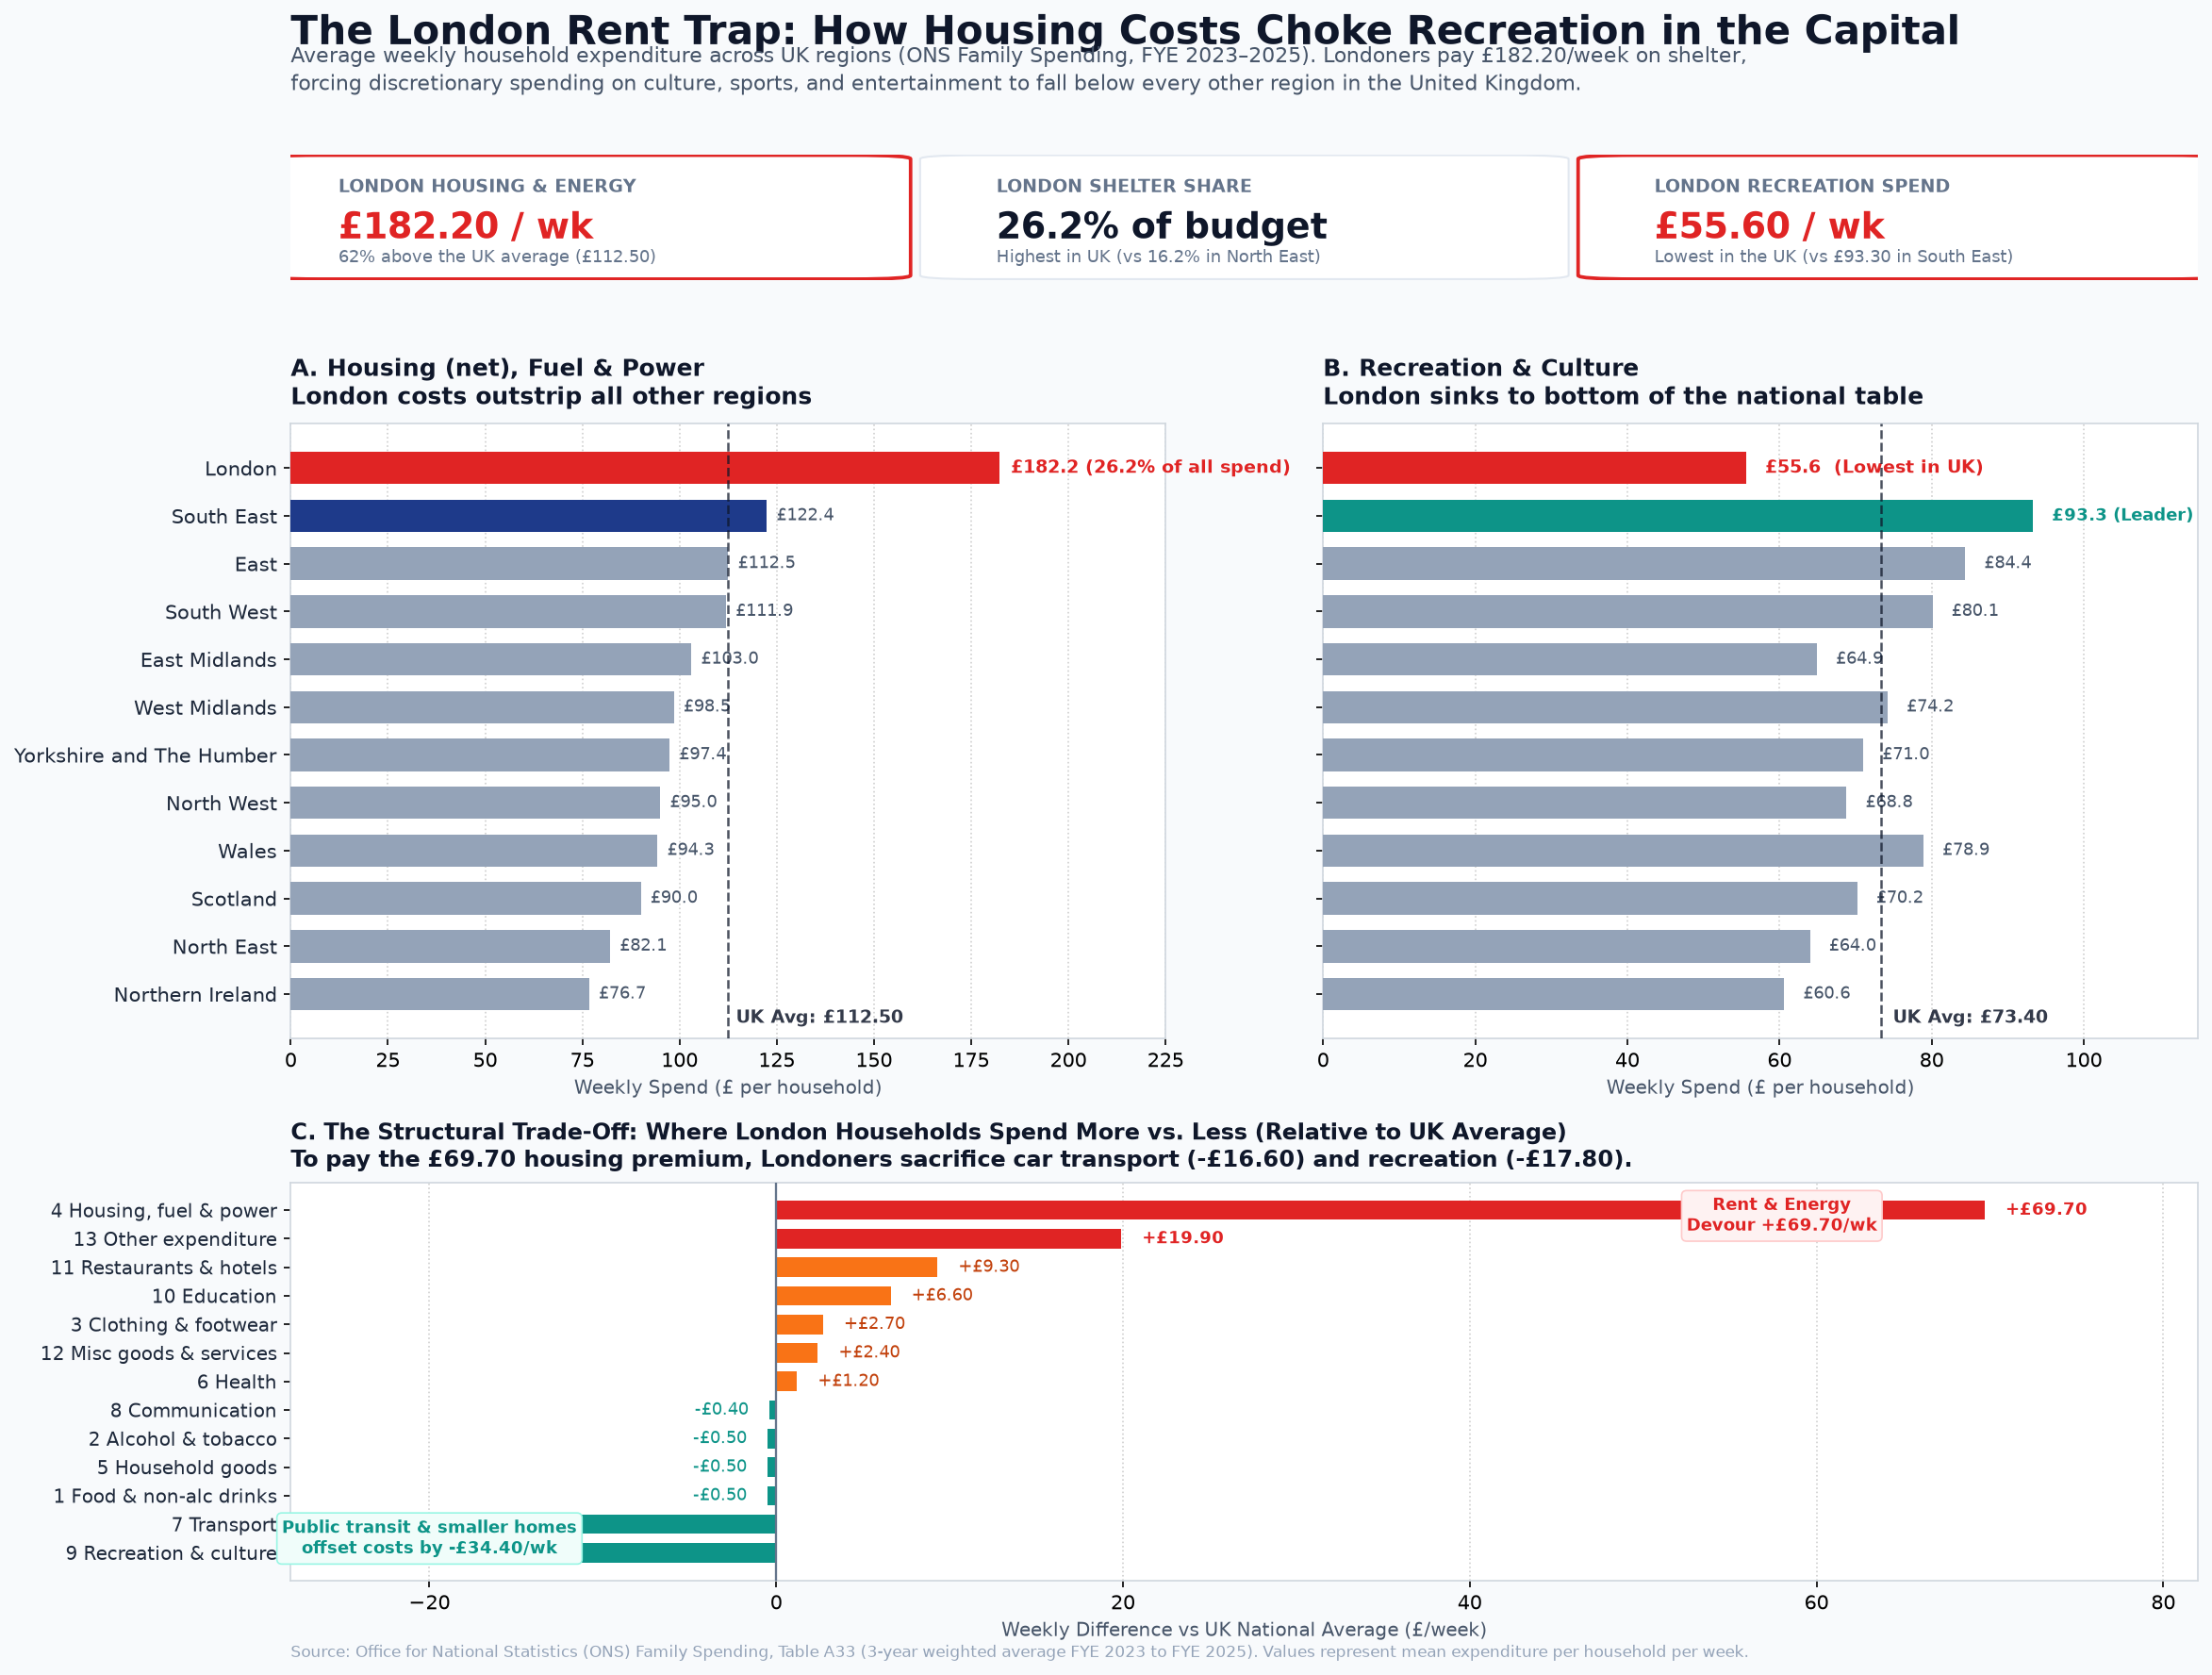 The London Rent Trap: How Housing Costs Choke Recreation in the Capital
Average weekly household expenditure across UK regions (ONS Family Spending, FYE 2023–2025). Londoners pay £182.20/week on shelter,
forcing discretionary spending on culture, sports, and entertainment to fall below every other region in the United Kingdom.
LONDON HOUSING & ENERGY
£182.20 / wk
62% above the UK average (£112.50)
LONDON SHELTER SHARE
26.2% of budget
Highest in UK (vs 16.2% in North East)
LONDON RECREATION SPEND
£55.60 / wk
Lowest in the UK (vs £93.30 in South East)
A. Housing (net), Fuel & Power
London costs outstrip all other regions
London £182.2 (26.2% of all spend)
South East £122.4
East £112.5
South West £111.9
East Midlands £103.0
West Midlands £98.5
Yorkshire and The Humber £97.4
North West £95.0
Wales £94.3
Scotland £90.0
North East £82.1
Northern Ireland £76.7
UK Avg: £112.50
0 25 50 75 100 125 150 175 200 225
Weekly Spend (£ per household)
B. Recreation & Culture
London sinks to bottom of the national table
£55.6 (Lowest in UK)
£93.3 (Leader)
£84.4
£80.1
£64.9
£74.2
£71.0
£68.8
£78.9
£70.2
£64.0
£60.6
UK Avg: £73.40
0 20 40 60 80 100
Weekly Spend (£ per household)
C. The Structural Trade-Off: Where London Households Spend More vs. Less (Relative to UK Average)
To pay the £69.70 housing premium, Londoners sacrifice car transport (-£16.60) and recreation (-£17.80).
4 Housing, fuel & power +£69.70
Rent & Energy
Devour +£69.70/wk
13 Other expenditure +£19.90
11 Restaurants & hotels +£9.30
10 Education +£6.60
3 Clothing & footwear +£2.70
12 Misc goods & services +£2.40
6 Health +£1.20
8 Communication -£0.40
2 Alcohol & tobacco -£0.50
5 Household goods -£0.50
1 Food & non-alc drinks -£0.50
7 Transport
9 Recreation & culture
Public transit & smaller homes
offset costs by -£34.40/wk
−20 0 20 40 60 80
Weekly Difference vs UK National Average (£/week)
Source: Office for National Statistics (ONS) Family Spending, Table A33 (3-year weighted average FYE 2023 to FYE 2025). Values represent mean expenditure per household per week.